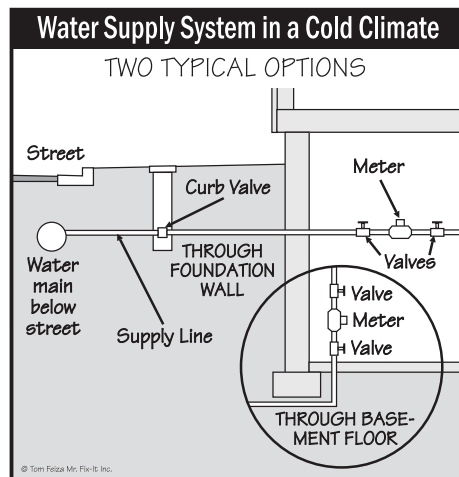 Water Supply System in a Cold Climate
TWO TYPICAL OPTIONS
Street
Meter
Curb Valve
Valves
THROUGH
FOUNDATION
WALL
Water
main
below
street
Supply Line
Valve
Meter
Valve
THROUGH BASE-
MENT FLOOR
© Tom Feiza Mr. Fix-It Inc.